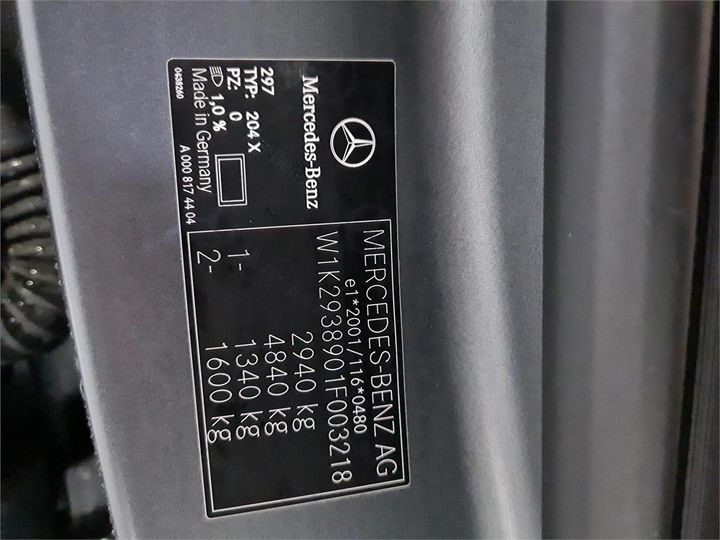 Mercedes-Benz
297
TYP: 204 X
PZ: 0
1,0 %
Made in Germany
0438260
A 000 817 44 04
MERCEDES-BENZ AG
e1*2001/116*0480
W1K2938901F003218
2940 kg
4840 kg
1- 1340 kg
2- 1600 kg